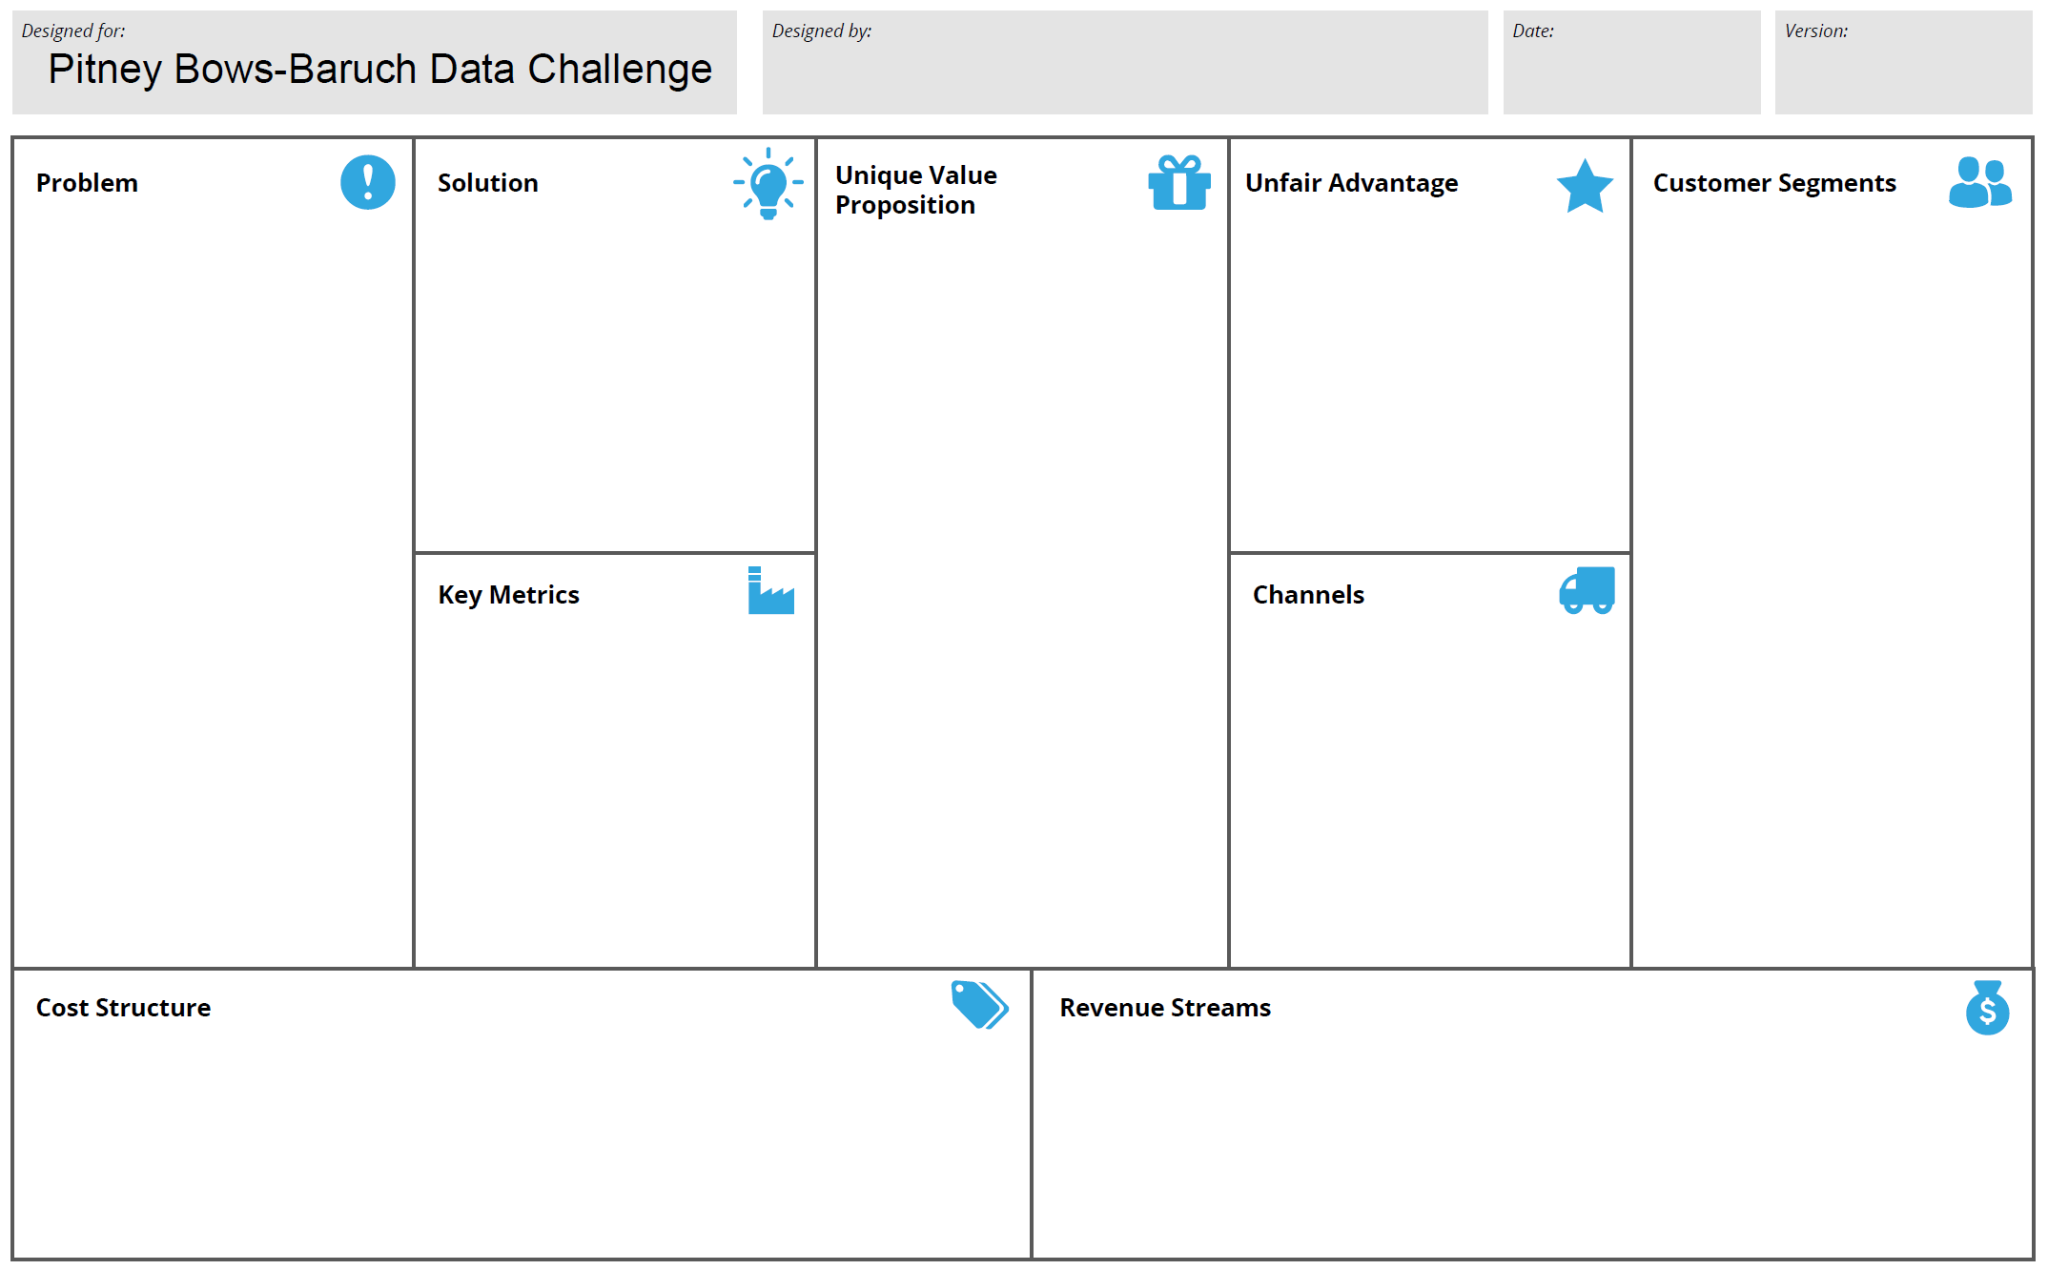 Designed for:
Pitney Bows-Baruch Data Challenge
Designed by:
Date:
Version:
Problem
Solution
Unique Value
Proposition
Unfair Advantage
Customer Segments
Key Metrics
Channels
Cost Structure
Revenue Streams
$